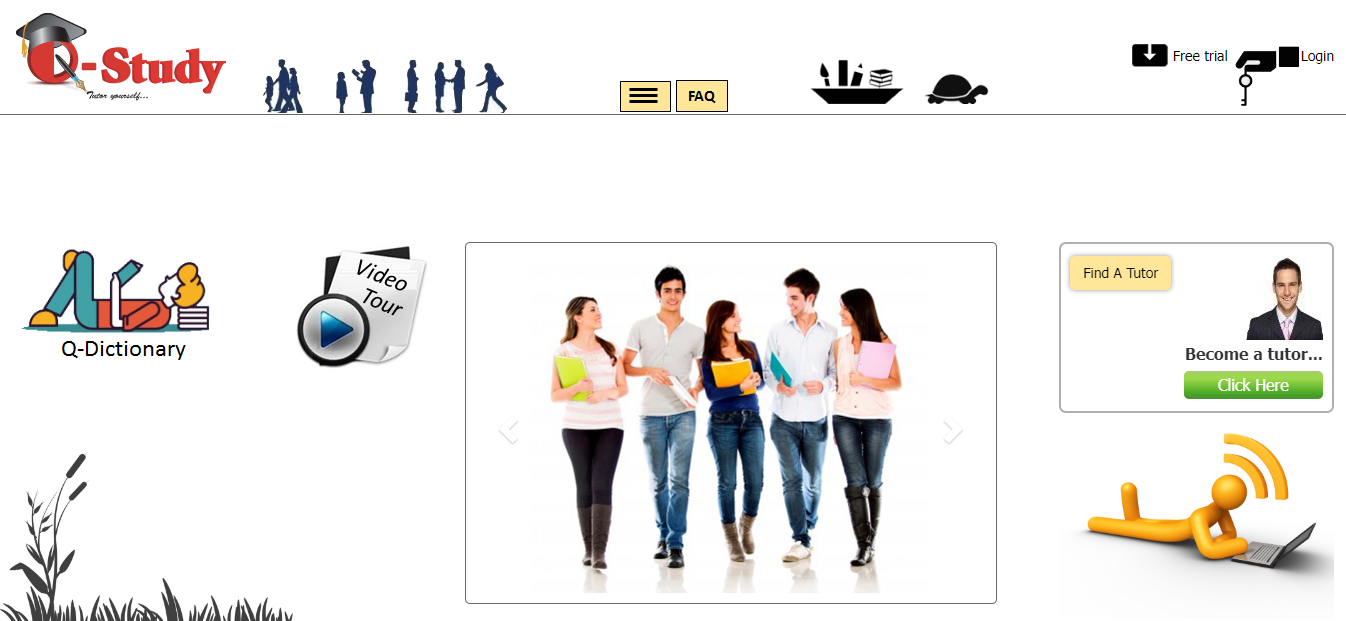 Q-Study
Tutor yourself...
FAQ
Free trial
Login
Q-Dictionary
Video
Tour
Find A Tutor
Become a tutor...
Click Here